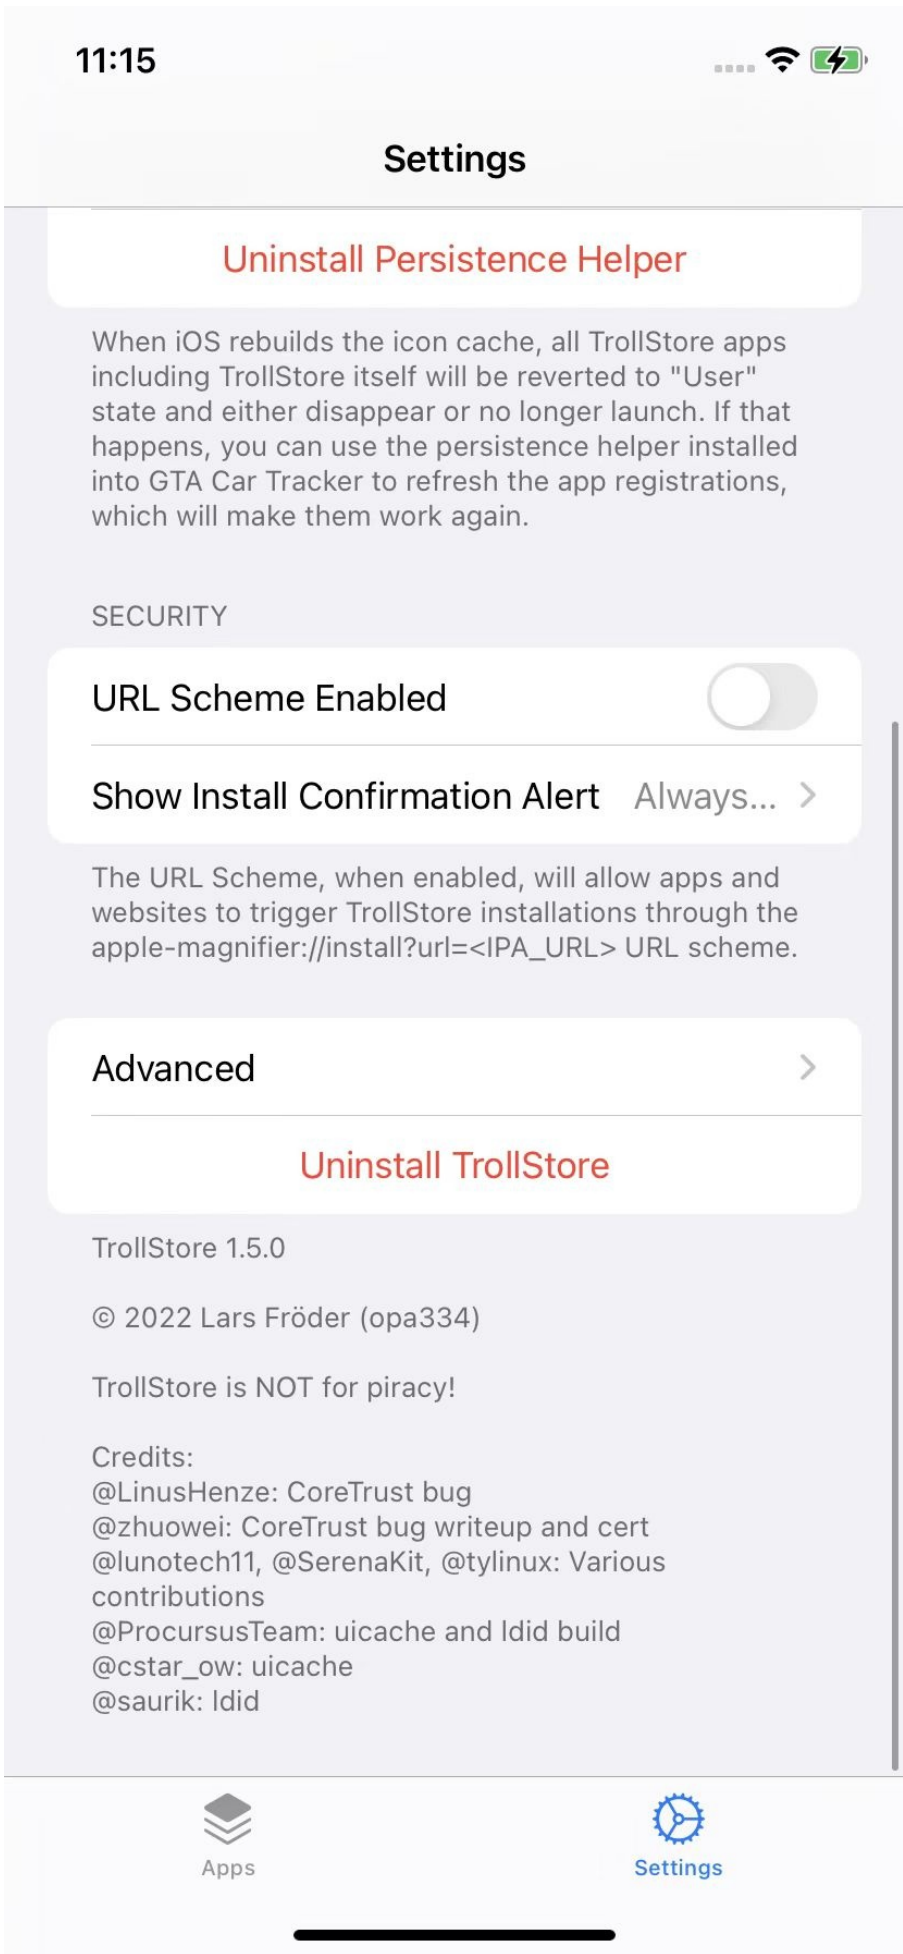 11:15
Settings
Uninstall Persistence Helper
When iOS rebuilds the icon cache, all TrollStore apps
including TrollStore itself will be reverted to "User"
state and either disappear or no longer launch. If that
happens, you can use the persistence helper installed
into GTA Car Tracker to refresh the app registrations,
which will make them work again.
SECURITY
URL Scheme Enabled
Show Install Confirmation Alert Always...
The URL Scheme, when enabled, will allow apps and
websites to trigger TrollStore installations through the
apple-magnifier://install?url=<IPA_URL> URL scheme.
Advanced
Uninstall TrollStore
TrollStore 1.5.0
© 2022 Lars Fröder (opa334)
TrollStore is NOT for piracy!
Credits:
@LinusHenze: CoreTrust bug
@zhuowei: CoreTrust bug writeup and cert
@lunotech11, @SerenaKit, @tylinux: Various
contributions
@ProcursusTeam: uicache and ldid build
@cstar_ow: uicache
@saurik: ldid
Apps
Settings